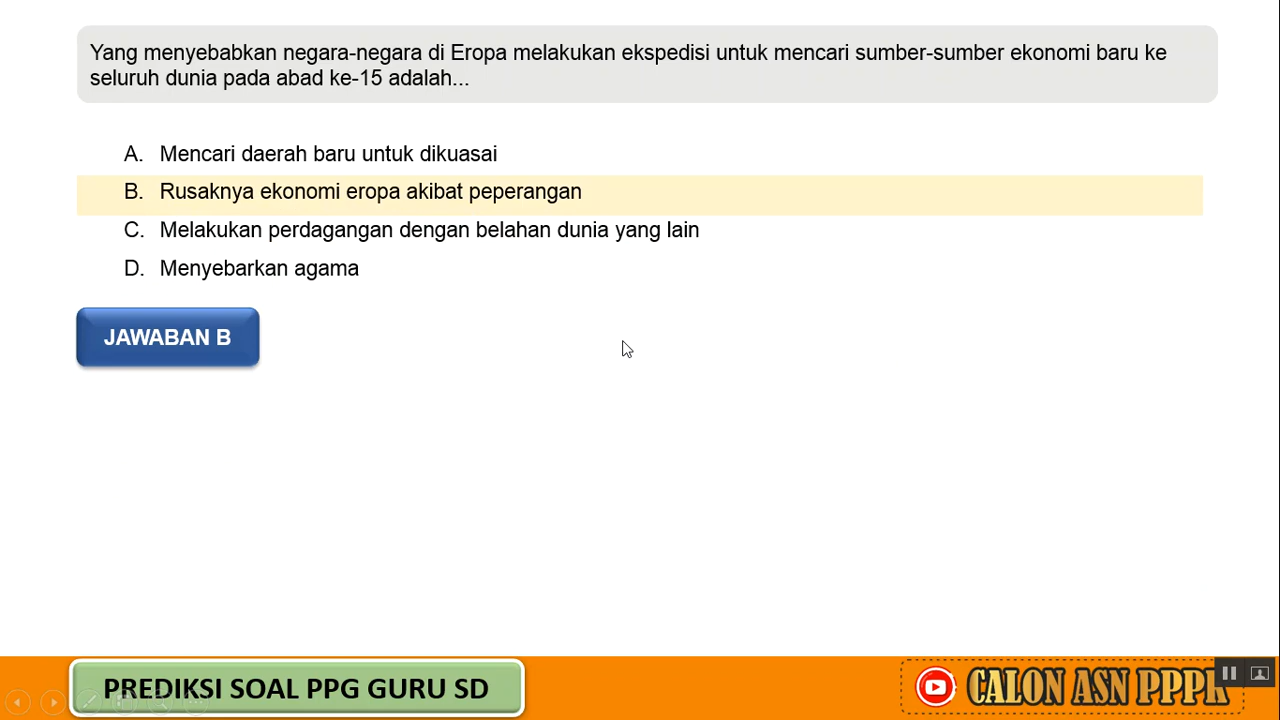 Yang menyebabkan negara-negara di Eropa melakukan ekspedisi untuk mencari sumber-sumber ekonomi baru ke
seluruh dunia pada abad ke-15 adalah...
A. Mencari daerah baru untuk dikuasai
B. Rusaknya ekonomi eropa akibat peperangan
C. Melakukan perdagangan dengan belahan dunia yang lain
D. Menyebarkan agama
JAWABAN B
PREDIKSI SOAL PPG GURU SD
CALON ASN PPPK